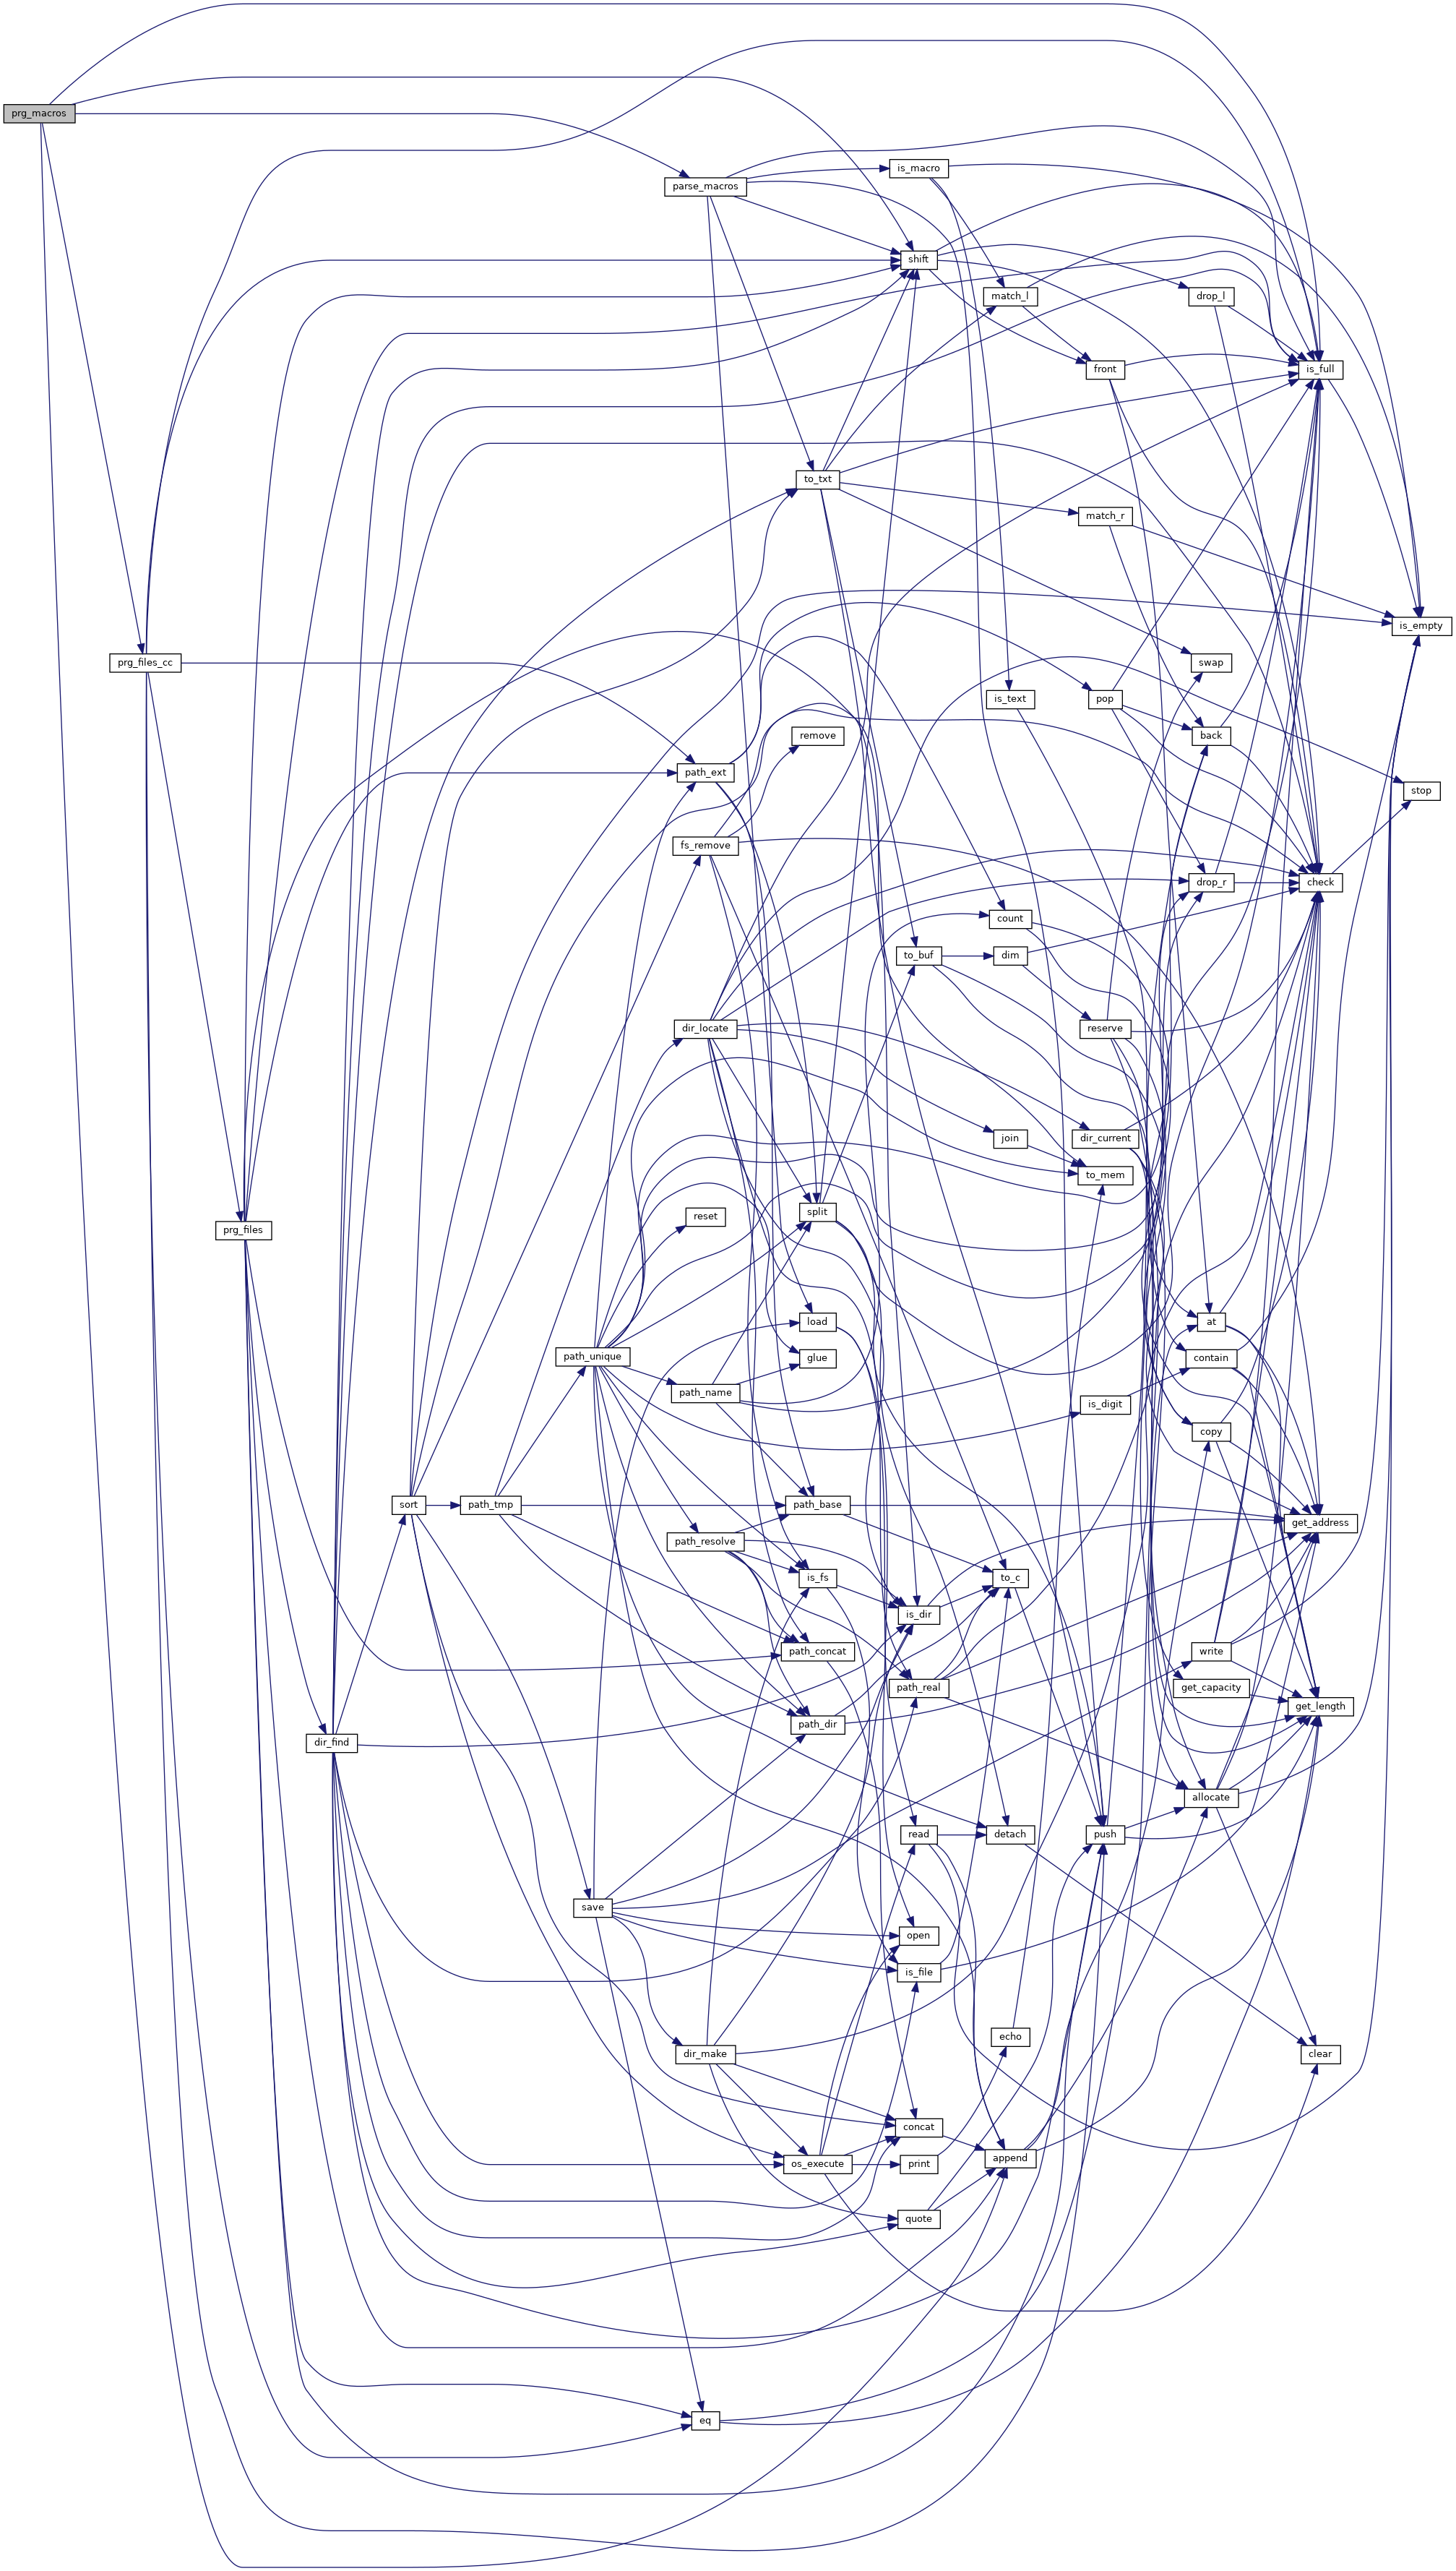 prg_macros
is_macro
parse_macros
shift
match_l
drop_l
front
is_full
to_txt
match_r
is_empty
prg_files_cc
swap
is_text
pop
remove
back
path_ext
stop
fs_remove
drop_r
check
count
to_buf
dim
dir_locate
reserve
join
dir_current
to_mem
split
reset
prg_files
load
at
path_unique
glue
contain
path_name
is_digit
copy
sort
path_tmp
path_base
get_address
path_resolve
is_fs
to_c
is_dir
path_concat
write
path_real
get_capacity
get_length
path_dir
dir_find
allocate
read
detach
push
save
open
is_file
echo
dir_make
clear
concat
append
os_execute
print
quote
eq